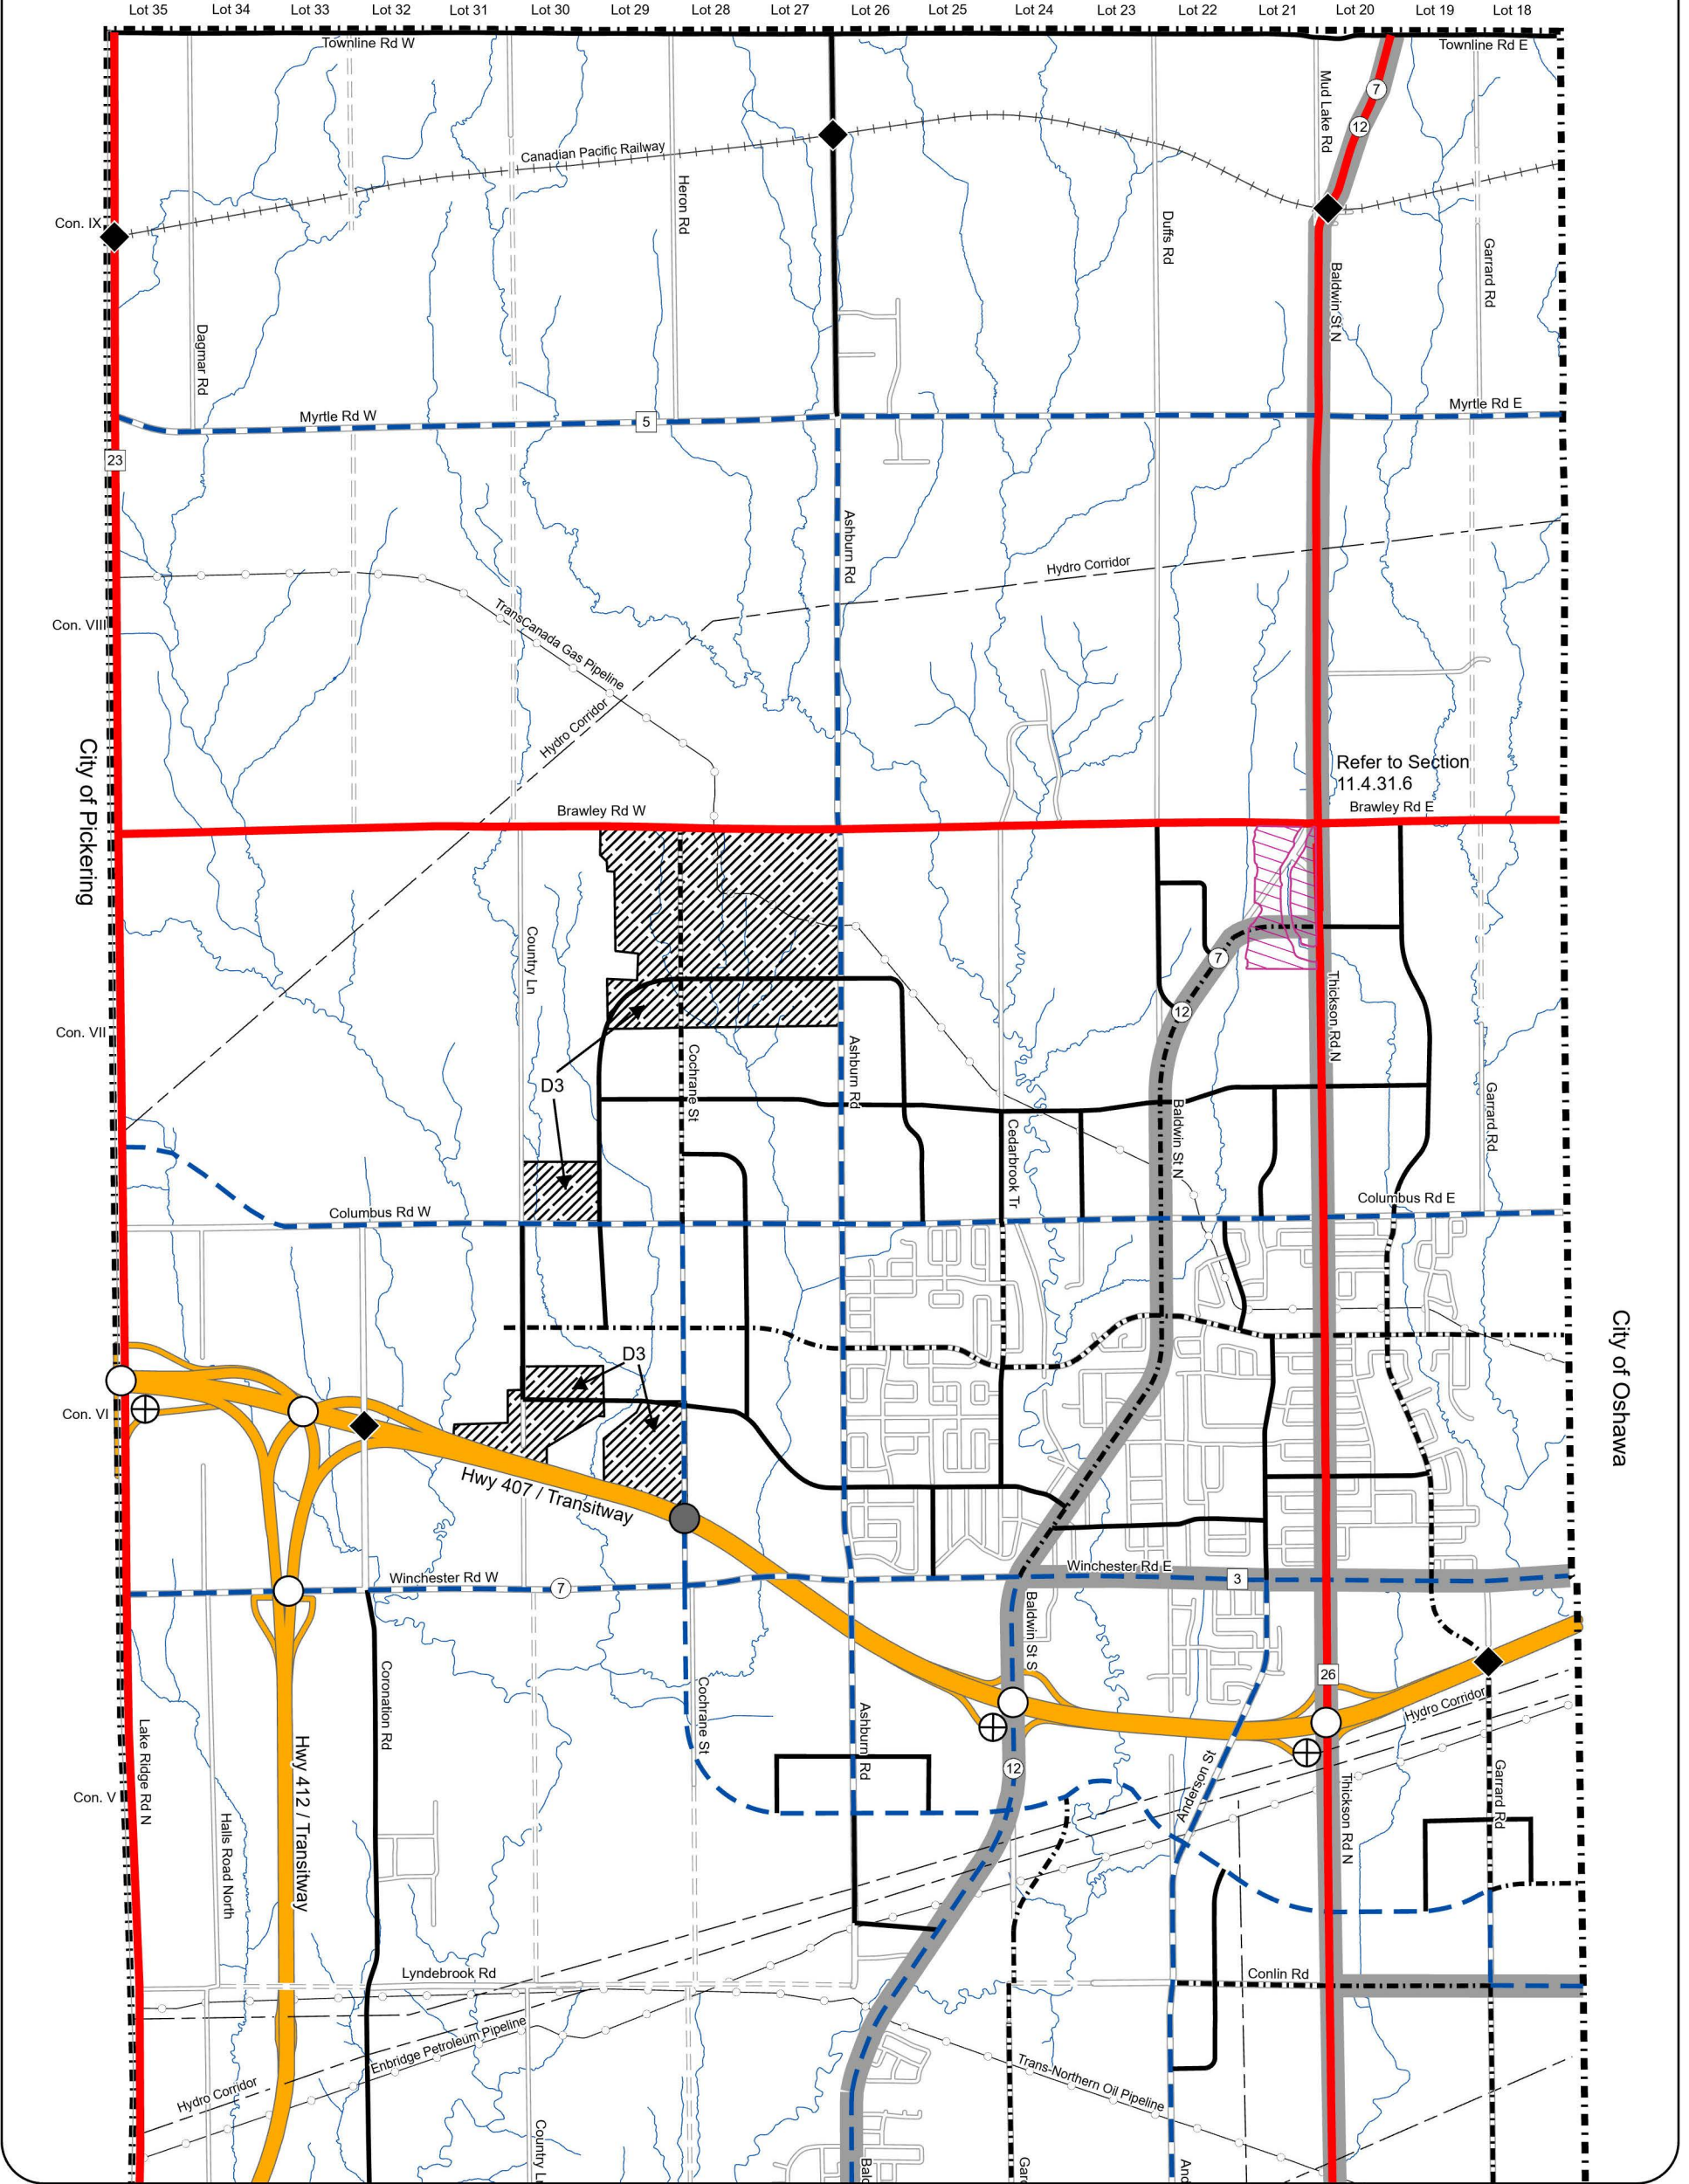 Lot 35
Lot 34
Lot 33
Lot 32
Lot 31
Lot 30
Lot 29
Lot 28
Lot 27
Lot 26
Lot 25
Lot 24
Lot 23
Lot 22
Lot 21
Lot 20
Lot 19
Lot 18
Townline Rd W
Townline Rd E
Mud Lake Rd
7
12
Canadian Pacific Railway
Heron Rd
Duffs Rd
Con. IX
Garrard Rd
Baldwin St N
Dagmar Rd
Myrtle Rd W
5
Myrtle Rd E
23
Ashburn Rd
Hydro Corridor
TransCanada Gas Pipeline
Con. VIII
Hydro Corridor
City of Pickering
Refer to Section
11.4.31.6
Brawley Rd W
Brawley Rd E
Country Ln
7
12
Thickson Rd N
Con. VII
D3
Cochrane St
Ashburn Rd
Baldwin St N
Cedarbrook Tr
Garrard Rd
Columbus Rd W
Columbus Rd E
D3
City of Oshawa
Con. VI
Hwy 407 / Transitway
Winchester Rd W
7
Winchester Rd E
3
Baldwin St S
Coronation Rd
Cochrane St
Ashburn Rd
26
Hydro Corridor
Lake Ridge Rd N
Hwy 412 / Transitway
12
Anderson St
Thickson Rd N
Garrard Rd
Con. V
Halls Road North
Lyndebrook Rd
Conlin Rd
Enbridge Petroleum Pipeline
Trans-Northern Oil Pipeline
Hydro Corridor
Country L
Bald
Gar
And